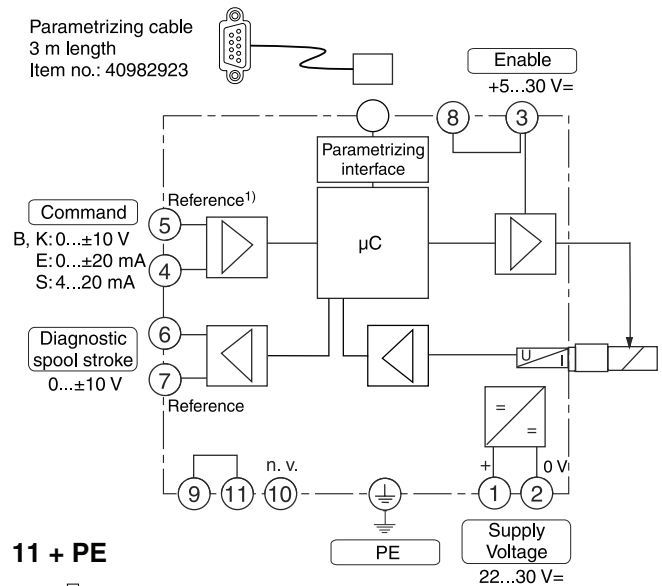 Parametrizing cable
3 m length
Item no.: 40982923
Enable
+5...30 V=
8
3
Parametrizing
interface
Reference1)
Command
5
B, K: 0...±10 V
E: 0...±20 mA
S: 4...20 mA
4
µC
6
Diagnostic
spool stroke
0...±10 V
7
Reference
U
I
=
=
n. v.
+
0 V
9
11
10
1
2
11 + PE
PE
Supply
Voltage
22...30 V=